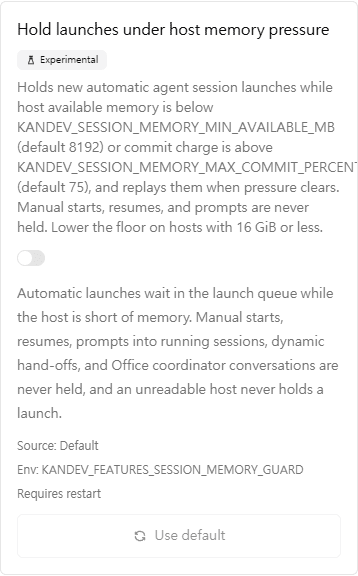 Hold launches under host memory pressure
Experimental
Holds new automatic agent session launches while
host available memory is below
KANDEV_SESSION_MEMORY_MIN_AVAILABLE_MB
(default 8192) or commit charge is above
KANDEV_SESSION_MEMORY_MAX_COMMIT_PERCENT
(default 75), and replays them when pressure clears.
Manual starts, resumes, and prompts are never
held. Lower the floor on hosts with 16 GiB or less.
Automatic launches wait in the launch queue while
the host is short of memory. Manual starts,
resumes, prompts into running sessions, dynamic
hand-offs, and Office coordinator conversations are
never held, and an unreadable host never holds a
launch.
Source: Default
Env: KANDEV_FEATURES_SESSION_MEMORY_GUARD
Requires restart
Use default